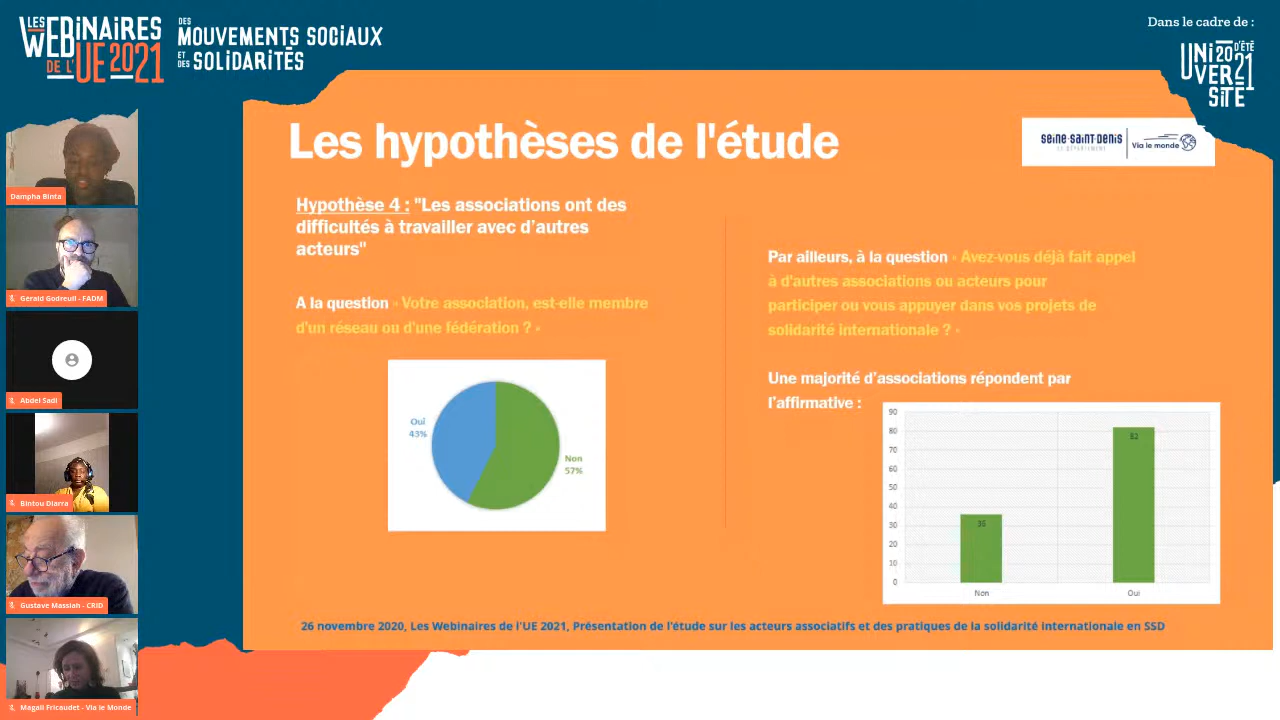 LES
WEBINAIRES
DE L'UE 2021
DES
MOUVEMENTS SOCIAUX
ET
DES SOLIDARITÉS
Dans le cadre de :
UNI 20 D'ÉTÉ
VER 21
SITÉ
Les hypothèses de l'étude
seine-saint-denis
LE DÉPARTEMENT
Via le monde
Hypothèse 4 : "Les associations ont des
difficultés à travailler avec d'autres
acteurs"
A la question « Votre association, est-elle membre
d'un réseau ou d'une fédération ? »
Oui
43%
Non
57%
Par ailleurs, à la question « Avez-vous déjà fait appel
à d'autres associations ou acteurs pour
participer ou vous appuyer dans vos projets de
solidarité internationale ? »
Une majorité d'associations répondent par
l'affirmative :
90
80
70
60
50
40
30
20
10
0
82
Non
Oui
26 novembre 2020, Les Webinaires de l'UE 2021, Présentation de l'étude sur les acteurs associatifs et des pratiques de la solidarité internationale en SSD
Dampha Binta
Gérald Godreuil - FADM
Abdel Sadi
Bintou Diarra
Gustave Massiah - CRID
Magali Fricaudet - Via le Monde